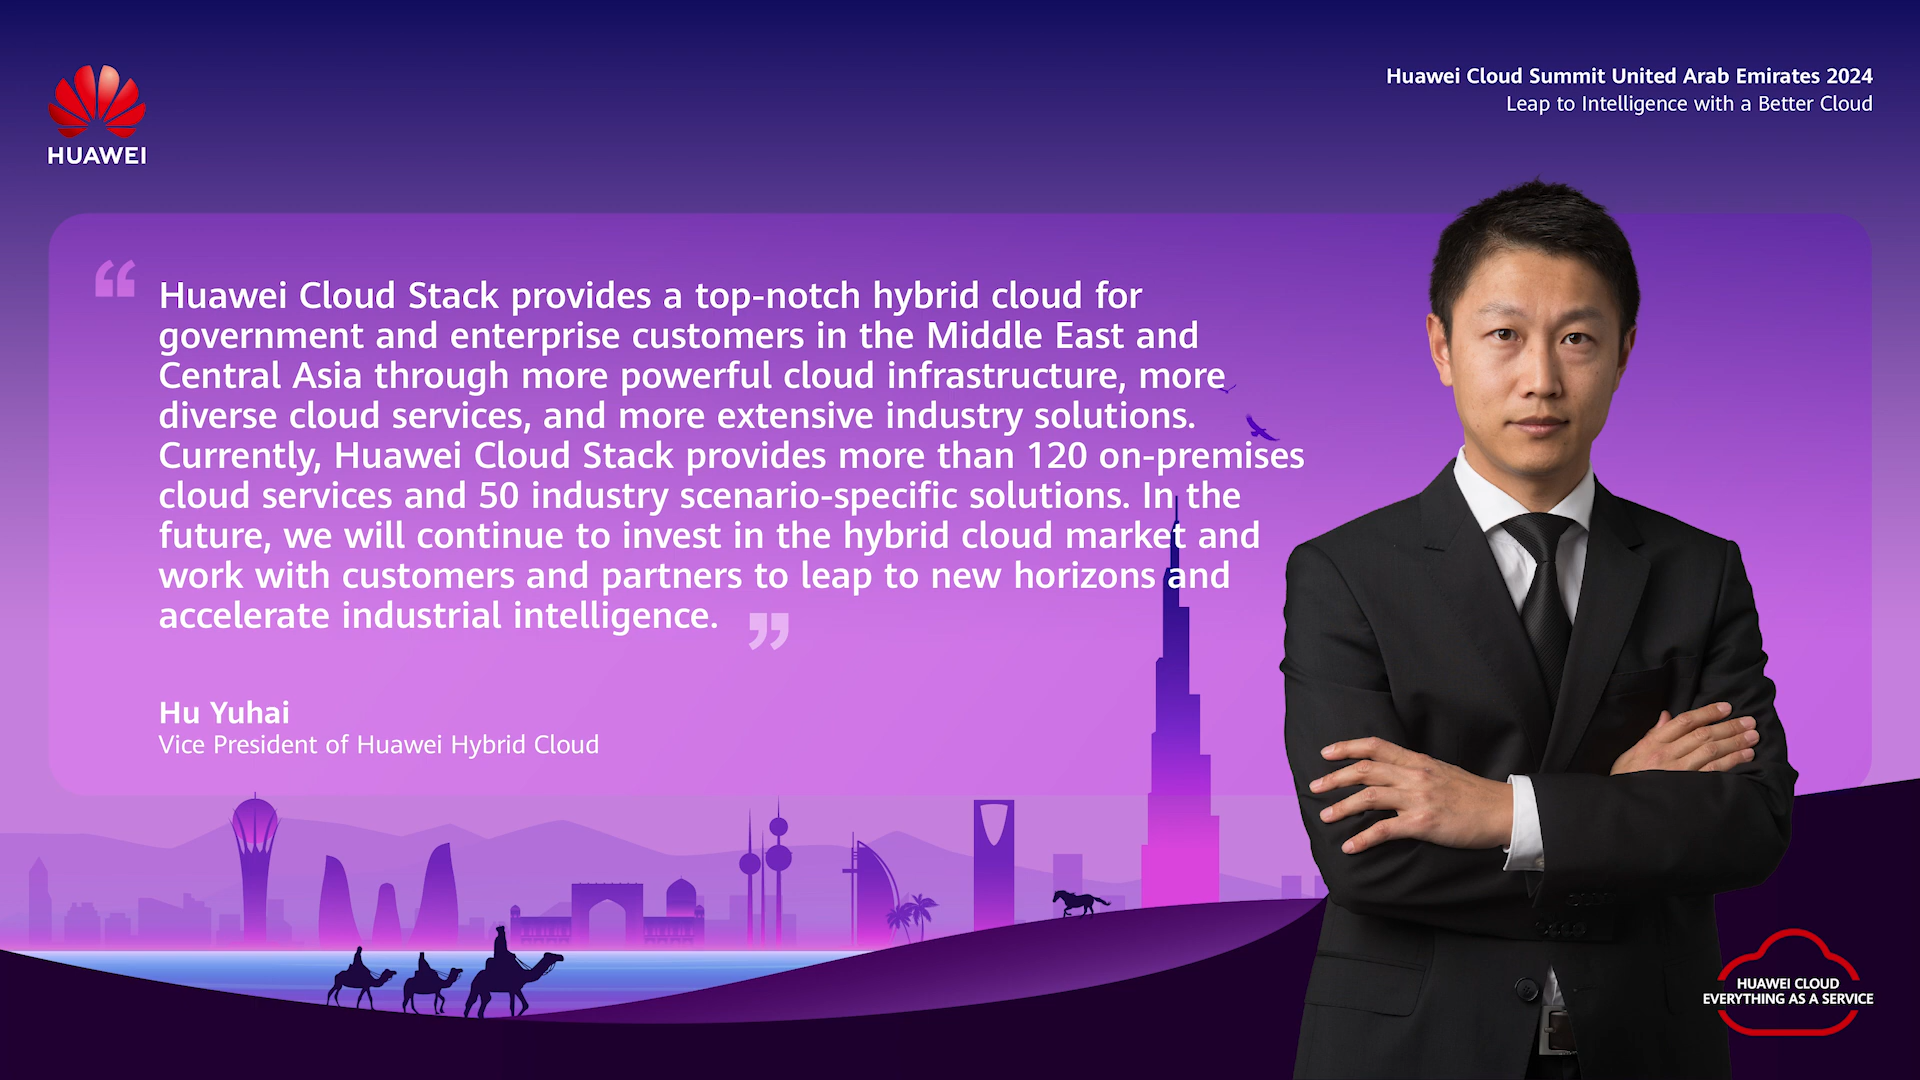 HUAWEI
Huawei Cloud Summit United Arab Emirates 2024
Leap to Intelligence with a Better Cloud
“ Huawei Cloud Stack provides a top-notch hybrid cloud for
government and enterprise customers in the Middle East and
Central Asia through more powerful cloud infrastructure, more
diverse cloud services, and more extensive industry solutions.
Currently, Huawei Cloud Stack provides more than 120 on-premises
cloud services and 50 industry scenario-specific solutions. In the
future, we will continue to invest in the hybrid cloud market and
work with customers and partners to leap to new horizons and
accelerate industrial intelligence. ”
Hu Yuhai
Vice President of Huawei Hybrid Cloud
HUAWEI CLOUD
EVERYTHING AS A SERVICE